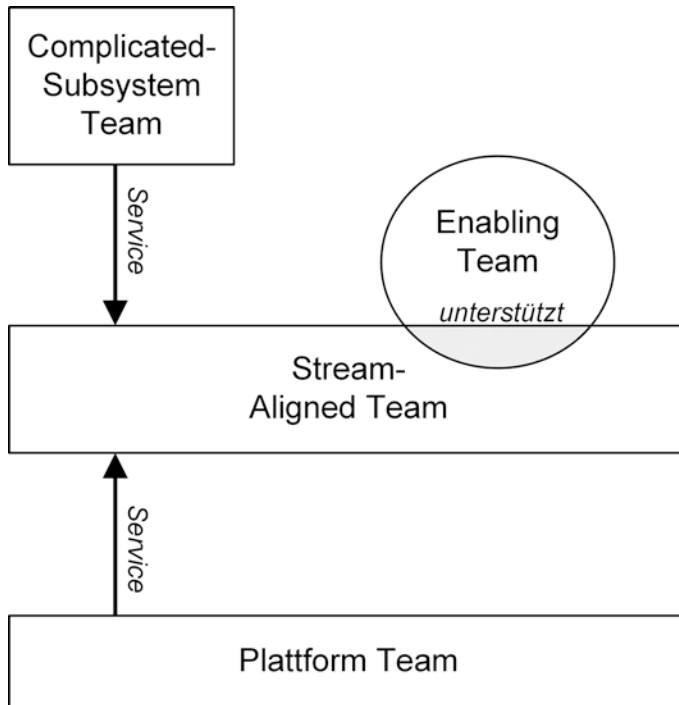 Complicated-
Subsystem
Team
Service
Enabling
Team
unterstützt
Stream-
Aligned Team
Service
Plattform Team